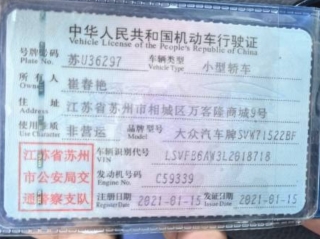 中华人民共和国机动车行驶证
Vehicle License of the People's Republic of China
号牌号码 苏U36297 车辆类型 小型轿车
Plate No. Vehicle Type
所有人 崔春艳
Owner
住址 江苏省苏州市相城区万客隆商城9号
Address
使用性质 非营运 品牌型号 大众汽车牌SVW71522BF
Use Character Model
江苏省苏州
市公安局交
通警察支队
车辆识别代号 LSVFB6AW3L2018718
VIN
发动机号码 C59339
Engine No.
注册日期 2021-01-15 发证日期 2021-01-15
Register Date Issue Date